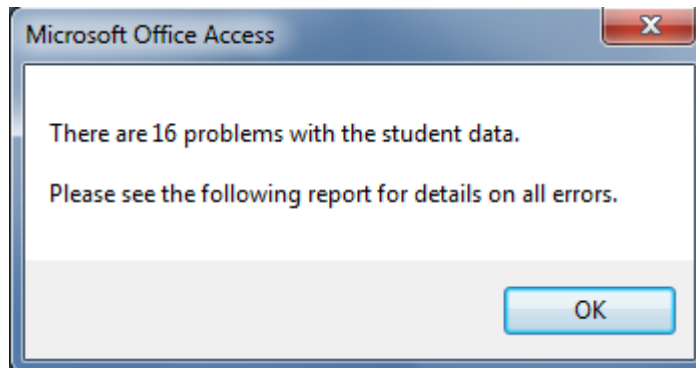 Microsoft Office Access
There are 16 problems with the student data.
Please see the following report for details on all errors.
OK